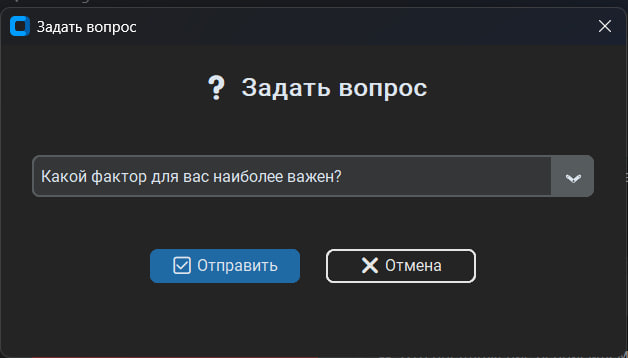 Задать вопрос
? Задать вопрос
Какой фактор для вас наиболее важен?
Отправить
Отмена